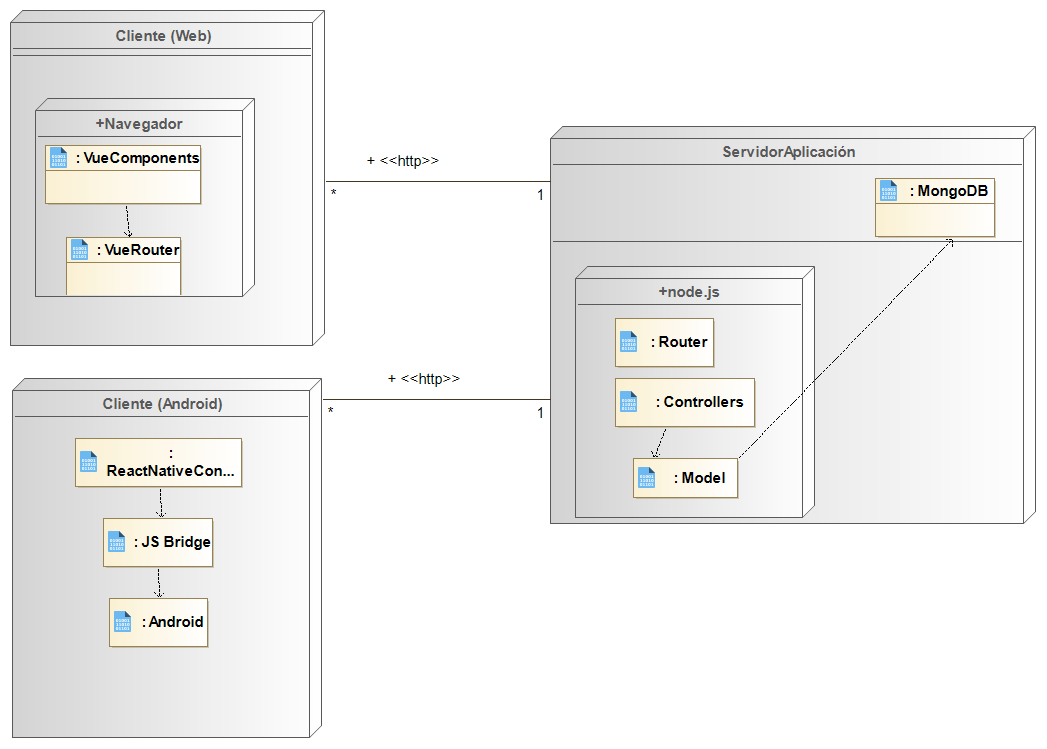 Cliente (Web)
+Navegador
: VueComponents
: VueRouter
+ <<http>>
*
1
ServidorAplicación
: MongoDB
+node.js
: Router
: Controllers
: Model
+ <<http>>
*
1
Cliente (Android)
:
ReactNativeCon...
: JS Bridge
: Android